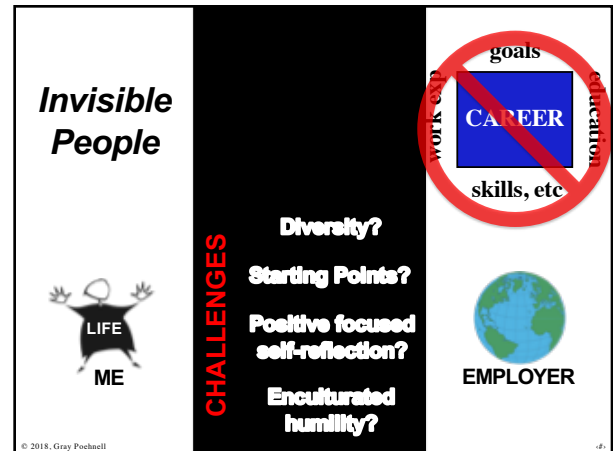 Invisible
People
LIFE
ME
CHALLENGES
Diversity?
Starting Points?
Positive focused
self-reflection?
Enculturated
humility?
goals
work exp
CAREER
education
skills, etc
EMPLOYER
© 2018, Gray Poehnell
‹#›